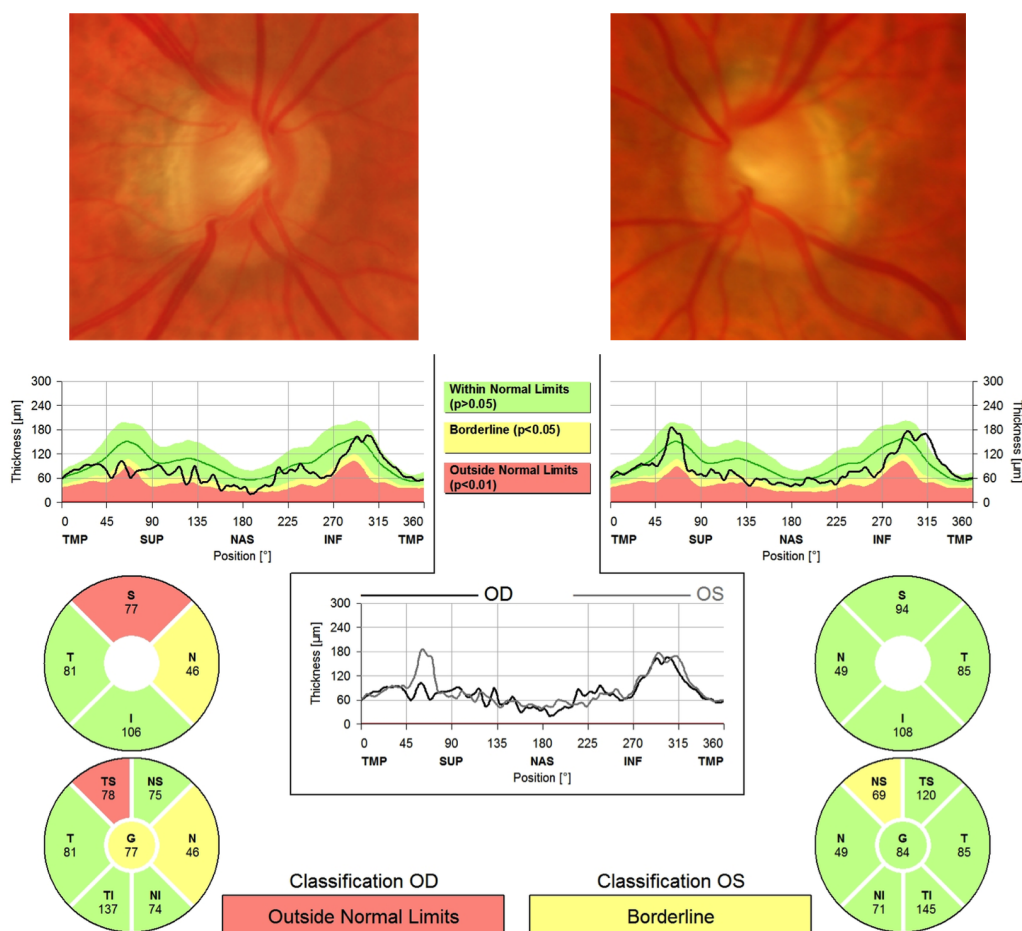 Within Normal Limits
(p>0.05)
Borderline (p<0.05)
Outside Normal Limits
(p<0.01)
Thickness [µm]
300
240
180
120
60
0
0 45 90 135 180 225 270 315 360
TMP SUP NAS INF TMP
Position [°]
300
240
180
120
60
0
Thickness [µm]
0 45 90 135 180 225 270 315 360
TMP SUP NAS INF TMP
Position [°]
S
77
T
81
N
46
I
106
OD OS
Thickness [µm]
300
240
180
120
60
0
0 45 90 135 180 225 270 315 360
TMP SUP NAS INF TMP
Position [°]
S
94
N
49
T
85
I
108
TS
78
NS
75
T
81
G
77
N
46
TI
137
NI
74
NS
69
TS
120
N
49
G
84
T
85
NI
71
TI
145
Classification OD
Outside Normal Limits
Classification OS
Borderline